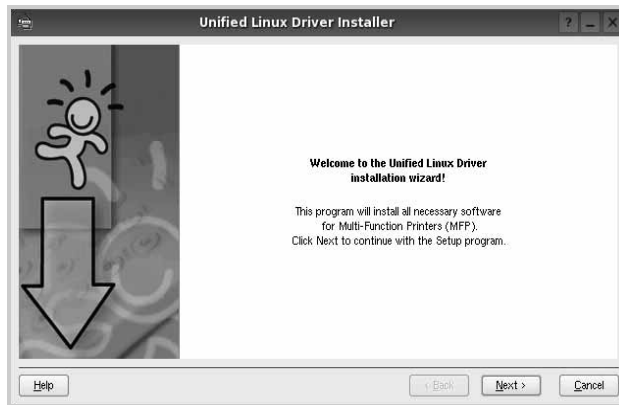 Unified Linux Driver Installer
Welcome to the Unified Linux Driver
installation wizard!
This program will install all necessary software
for Multi-Function Printers (MFP).
Click Next to continue with the Setup program.
Help
< Back
Next >
Cancel